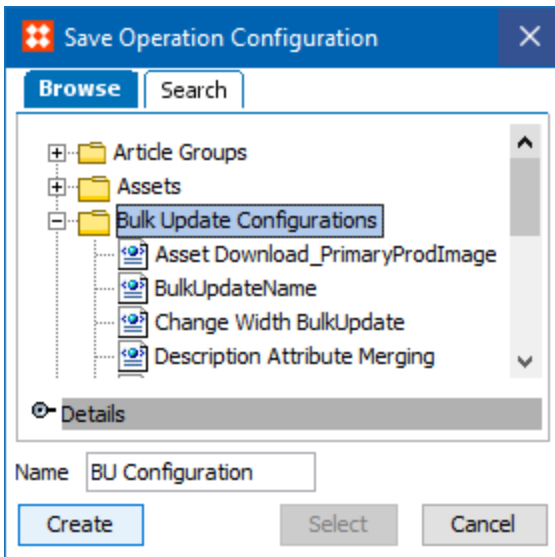 Save Operation Configuration
Browse Search
Article Groups
Assets
Bulk Update Configurations
Asset Download_PrimaryProdImage
BulkUpdateName
Change Width BulkUpdate
Description Attribute Merging
Details
Name BU Configuration
Create Select Cancel